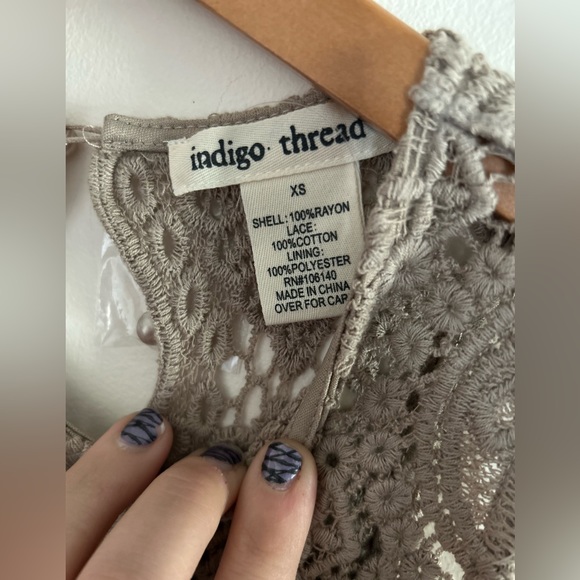 indigo. thread
XS
SHELL:100%RAYON
LACE:
100%COTTON
LINING:
100%POLYESTER
RN#106140
MADE IN CHINA
OVER FOR CAP